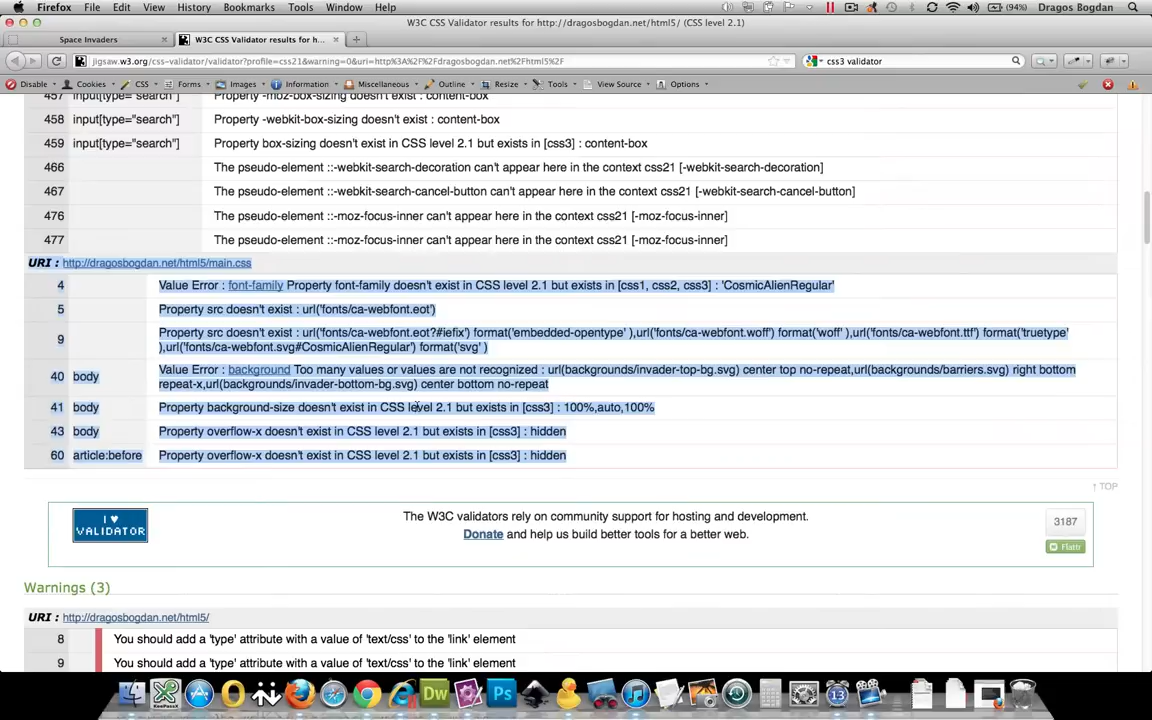 Firefox File Edit View History Bookmarks Tools Window Help (94%) Dragos Bogdan
W3C CSS Validator results for http://dragosbogdan.net/html5/ (CSS level 2.1)
Space Invaders × W3C CSS Validator results for h... × +
jigsaw.w3.org/css-validator/validator?profile=css21&warning=0&uri=http%3A%2F%2Fdragosbogdan.net%2Fhtml5%2F css3 validator
Disable Cookies CSS Forms Images Information Miscellaneous Outline Resize Tools View Source Options
457 input[type="search"] Property -moz-box-sizing doesn't exist : content-box
458 input[type="search"] Property -webkit-box-sizing doesn't exist : content-box
459 input[type="search"] Property box-sizing doesn't exist in CSS level 2.1 but exists in [css3] : content-box
466 The pseudo-element ::-webkit-search-decoration can't appear here in the context css21 [-webkit-search-decoration]
467 The pseudo-element ::-webkit-search-cancel-button can't appear here in the context css21 [-webkit-search-cancel-button]
476 The pseudo-element ::-moz-focus-inner can't appear here in the context css21 [-moz-focus-inner]
477 The pseudo-element ::-moz-focus-inner can't appear here in the context css21 [-moz-focus-inner]
URI : http://dragosbogdan.net/html5/main.css
4 Value Error : font-family Property font-family doesn't exist in CSS level 2.1 but exists in [css1, css2, css3] : 'CosmicAlienRegular'
5 Property src doesn't exist : url('fonts/ca-webfont.eot')
9 Property src doesn't exist : url('fonts/ca-webfont.eot?#iefix') format('embedded-opentype' ),url('fonts/ca-webfont.woff') format('woff' ),url('fonts/ca-webfont.ttf') format('truetype'
),url('fonts/ca-webfont.svg#CosmicAlienRegular') format('svg' )
40 body Value Error : background Too many values or values are not recognized : url(backgrounds/invader-top-bg.svg) center top no-repeat,url(backgrounds/barriers.svg) right bottom
repeat-x,url(backgrounds/invader-bottom-bg.svg) center bottom no-repeat
41 body Property background-size doesn't exist in CSS level 2.1 but exists in [css3] : 100%,auto,100%
43 body Property overflow-x doesn't exist in CSS level 2.1 but exists in [css3] : hidden
60 article:before Property overflow-x doesn't exist in CSS level 2.1 but exists in [css3] : hidden
↑ TOP
I ♥
VALIDATOR
The W3C validators rely on community support for hosting and development.
Donate and help us build better tools for a better web.
3187
Flattr
Warnings (3)
URI : http://dragosbogdan.net/html5/
8 You should add a 'type' attribute with a value of 'text/css' to the 'link' element
9 You should add a 'type' attribute with a value of 'text/css' to the 'link' element
Dw Ps 13